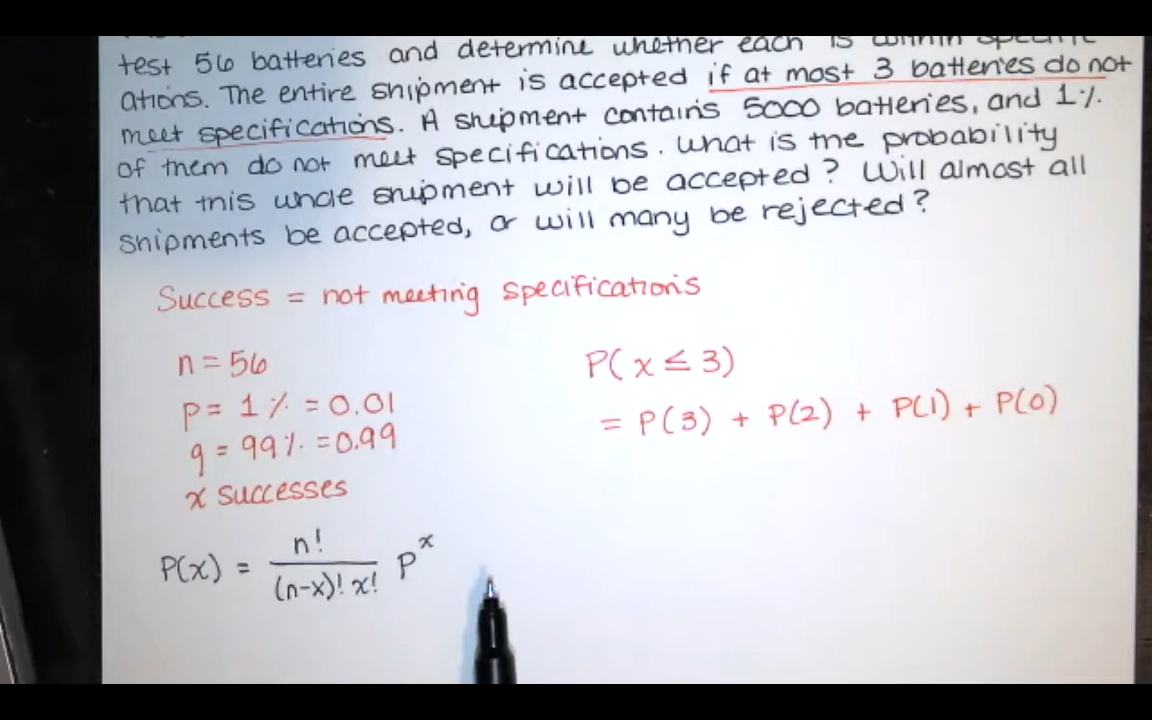 test 56 batteries and determine whether each is within specific
ations. The entire shipment is accepted if at most 3 batteries do not
meet specifications. A shipment contains 5000 batteries, and 1%
of them do not meet specifications. What is the probability
that this whole shipment will be accepted? Will almost all
shipments be accepted, or will many be rejected?
Success = not meeting specifications
n = 56
p = 1% = 0.01
q = 99% = 0.99
x successes
P(x ≤ 3)
= P(3) + P(2) + P(1) + P(0)
P(x) = n! / (n-x)! x! p^x